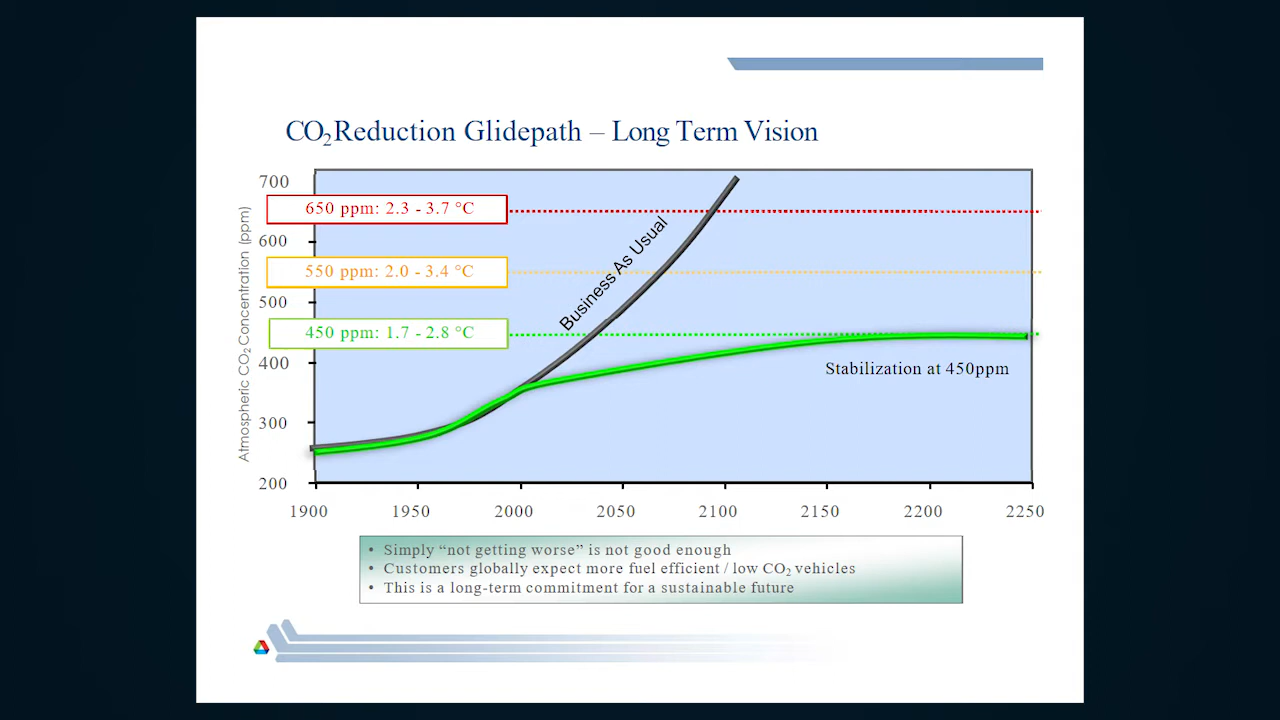 CO₂Reduction Glidepath – Long Term Vision
Atmospheric CO₂ Concentration (ppm)
700
650 ppm: 2.3 - 3.7 °C
600
550 ppm: 2.0 - 3.4 °C
500
450 ppm: 1.7 - 2.8 °C
400
300
200
Business As Usual
Stabilization at 450ppm
1900 1950 2000 2050 2100 2150 2200 2250
• Simply “not getting worse” is not good enough
• Customers globally expect more fuel efficient / low CO₂ vehicles
• This is a long-term commitment for a sustainable future